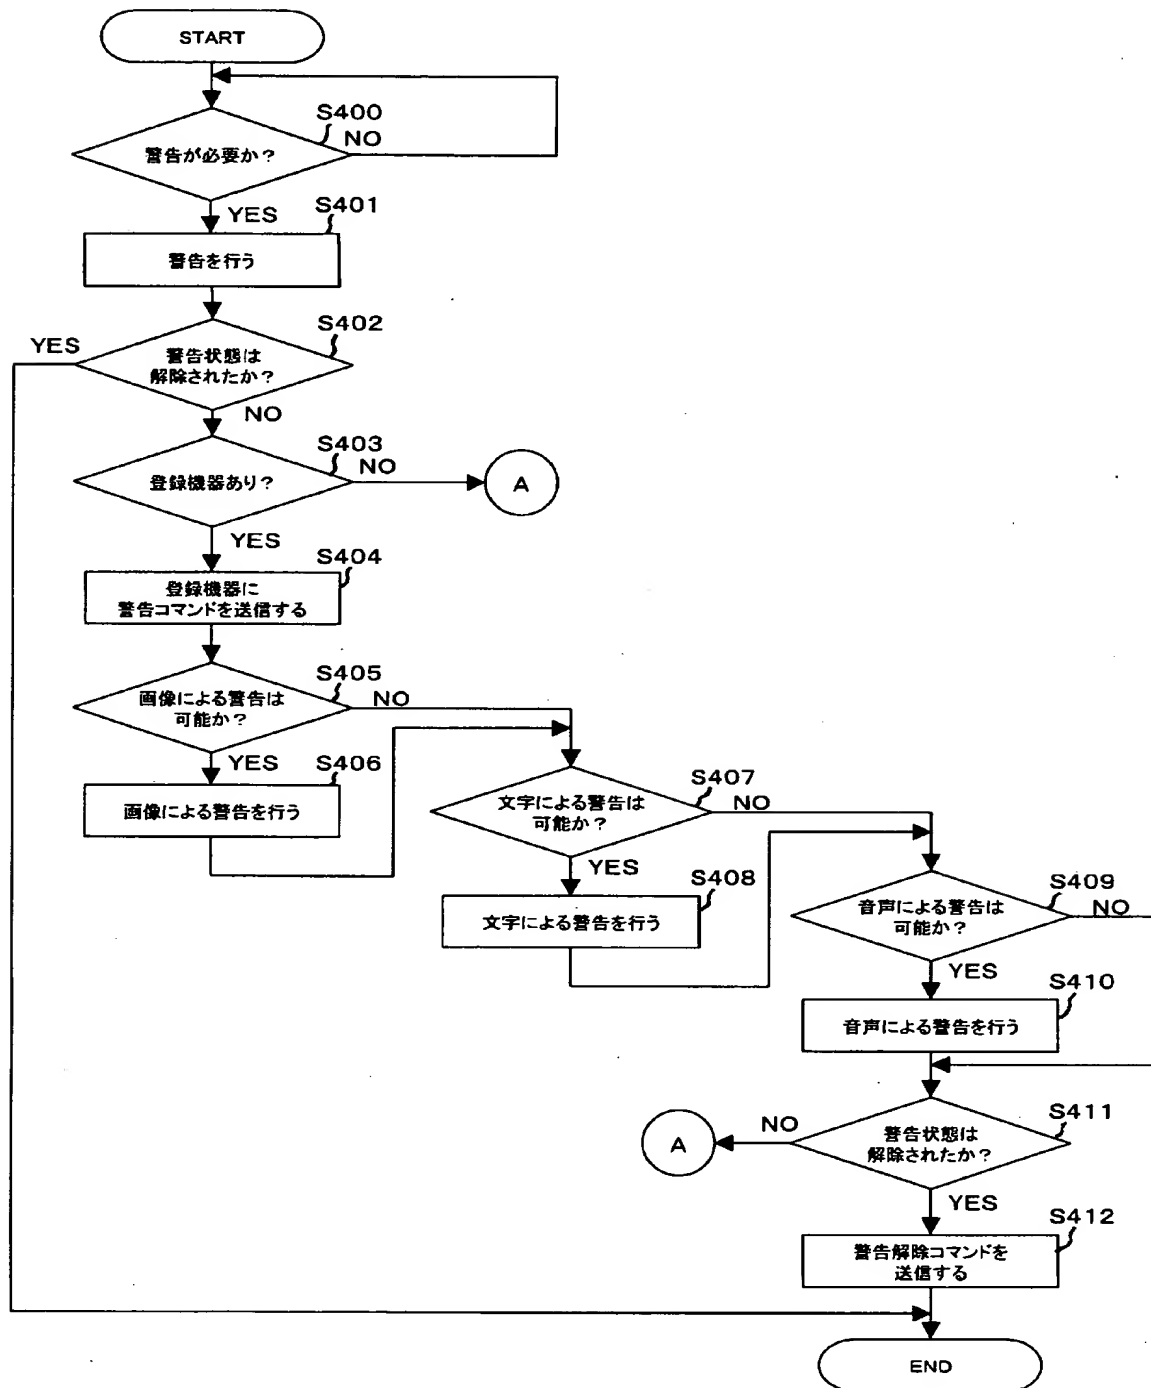 START
S400
警告が必要か？
NO
YES
S401
警告を行う
S402
YES
警告状態は
解除されたか？
NO
S403
登録機器あり？
NO
A
YES
S404
登録機器に
警告コマンドを送信する
S405
画像による警告は
可能か？
NO
YES
S406
画像による警告を行う
S407
文字による警告は
可能か？
NO
YES
S408
文字による警告を行う
S409
音声による警告は
可能か？
NO
YES
S410
音声による警告を行う
S411
警告状態は
解除されたか？
NO
A
YES
S412
警告解除コマンドを
送信する
END